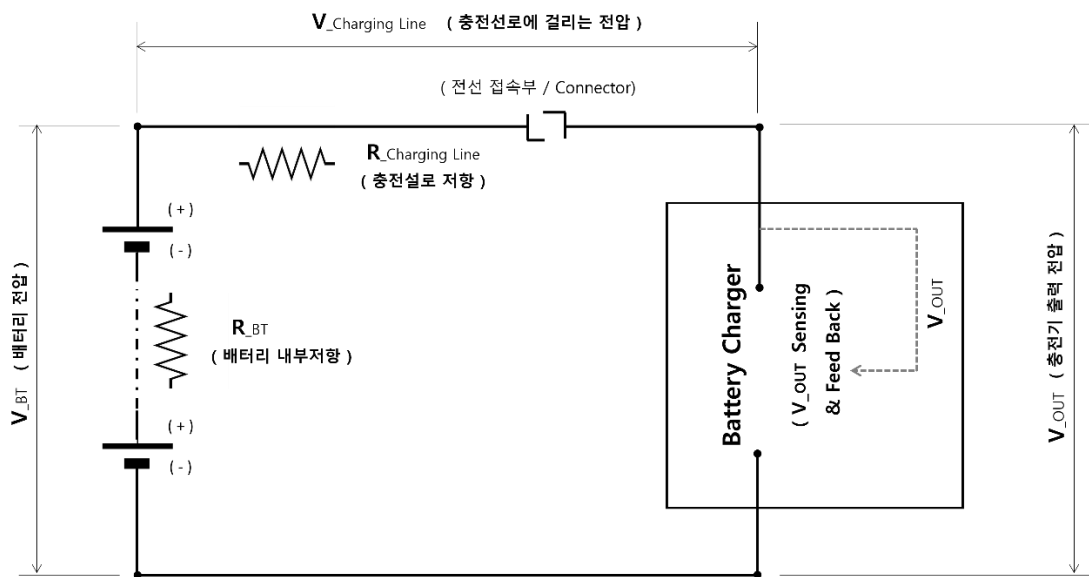 V_Charging Line ( 충전선로에 걸리는 전압 )
( 전선 접속부 / Connector)
R_Charging Line
( 충전설로 저항 )
( + )
( - )
R_BT
( 배터리 내부저항 )
( + )
( - )
V_BT ( 배터리 전압 )
Battery Charger
( V_OUT Sensing
& Feed Back )
V_OUT
V_OUT ( 충전기 출력 전압 )